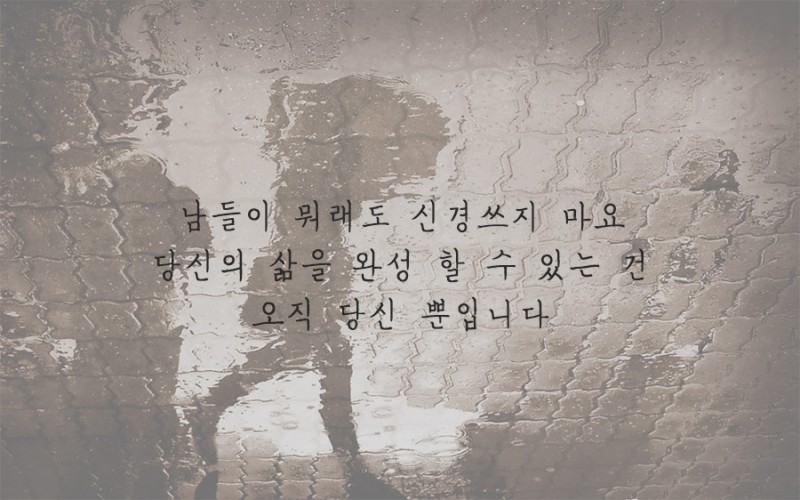 남들이 뭐래도 신경쓰지 마요
당신의 삶을 완성 할 수 있는 건
오직 당신 뿐입니다